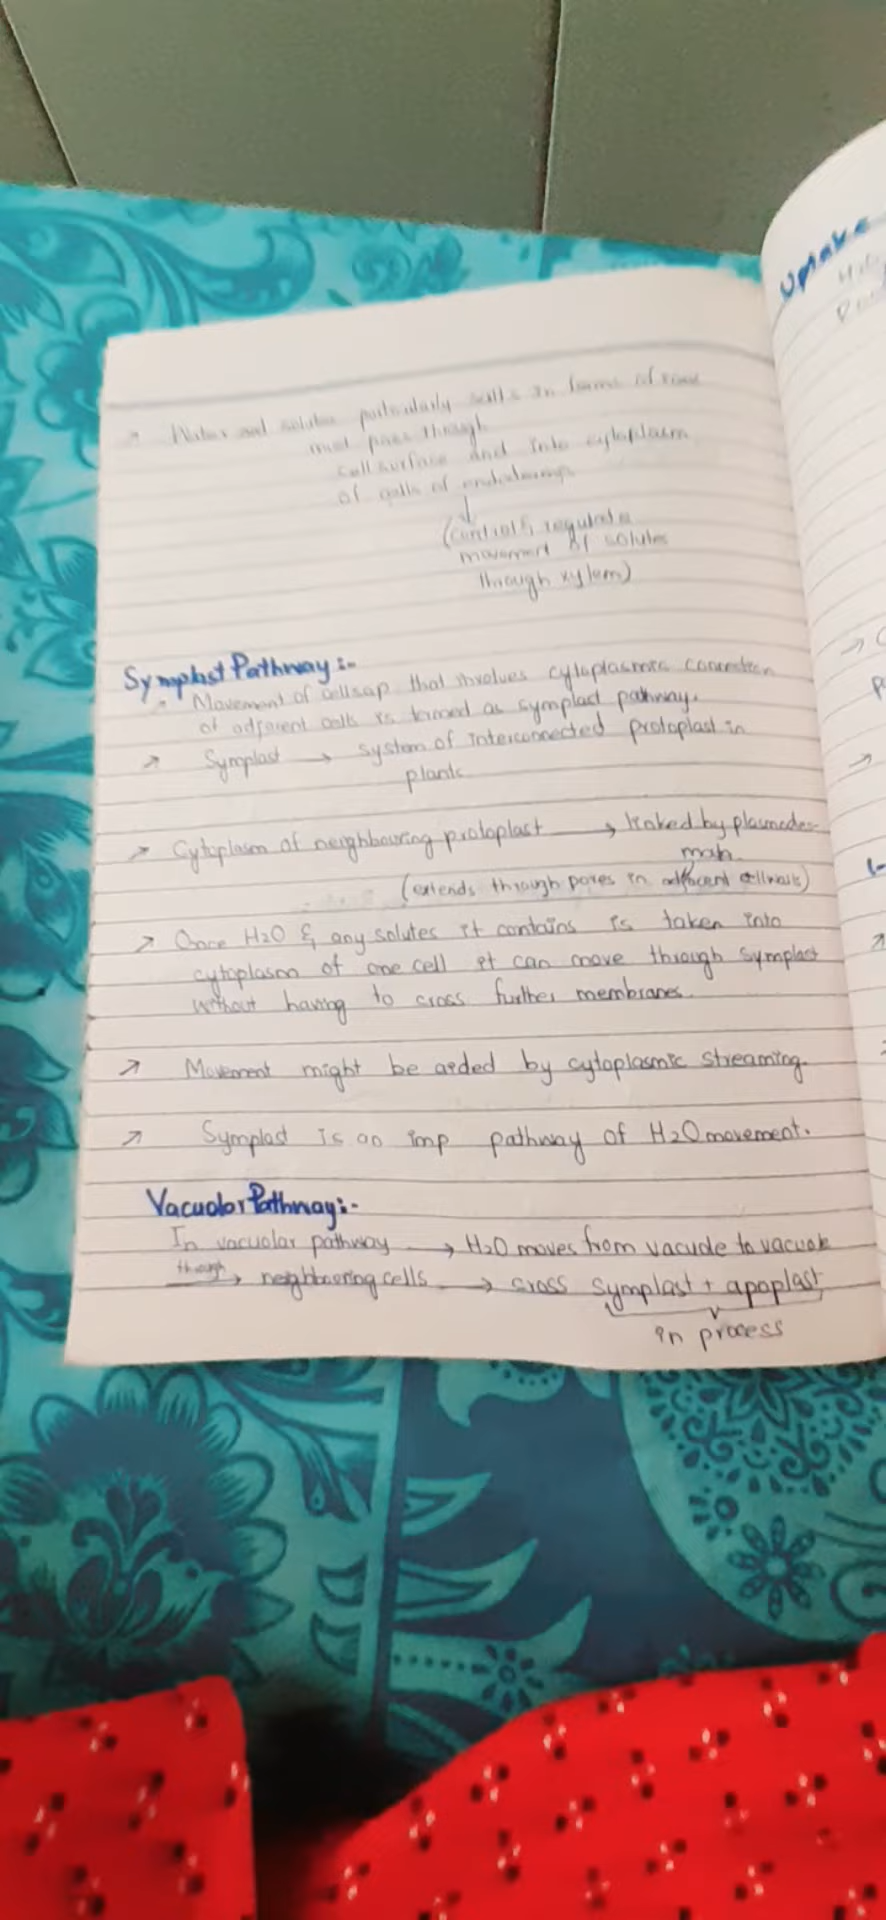 Water and solutes particularly salts in forms of ions
must pass through
cell surface and into cytoplasm
of cells of endodermis
↓
(control & regulate
movement of solutes
through xylem)
Symplast Pathway:-
Movement of cell sap that involves cytoplasmic connection
of adjacent cells is termed as symplast pathway.
→ Symplast → system of interconnected protoplast in
plants
→ Cytoplasm of neighbouring protoplast → linked by plasmodes-
mata
(extends through pores in adjacent cellwalls)
→ Once H2O & any solutes it contains is taken into
cytoplasm of one cell it can move through symplast
without having to cross further membranes.
→ Movement might be aided by cytoplasmic streaming.
→ Symplast is an imp pathway of H2O movement.
Vacuolar Pathway:-
In vacuolar pathway → H2O moves from vacuole to vacuole
through → neighbouring cells → cross symplast + apoplast
in process
Uptake